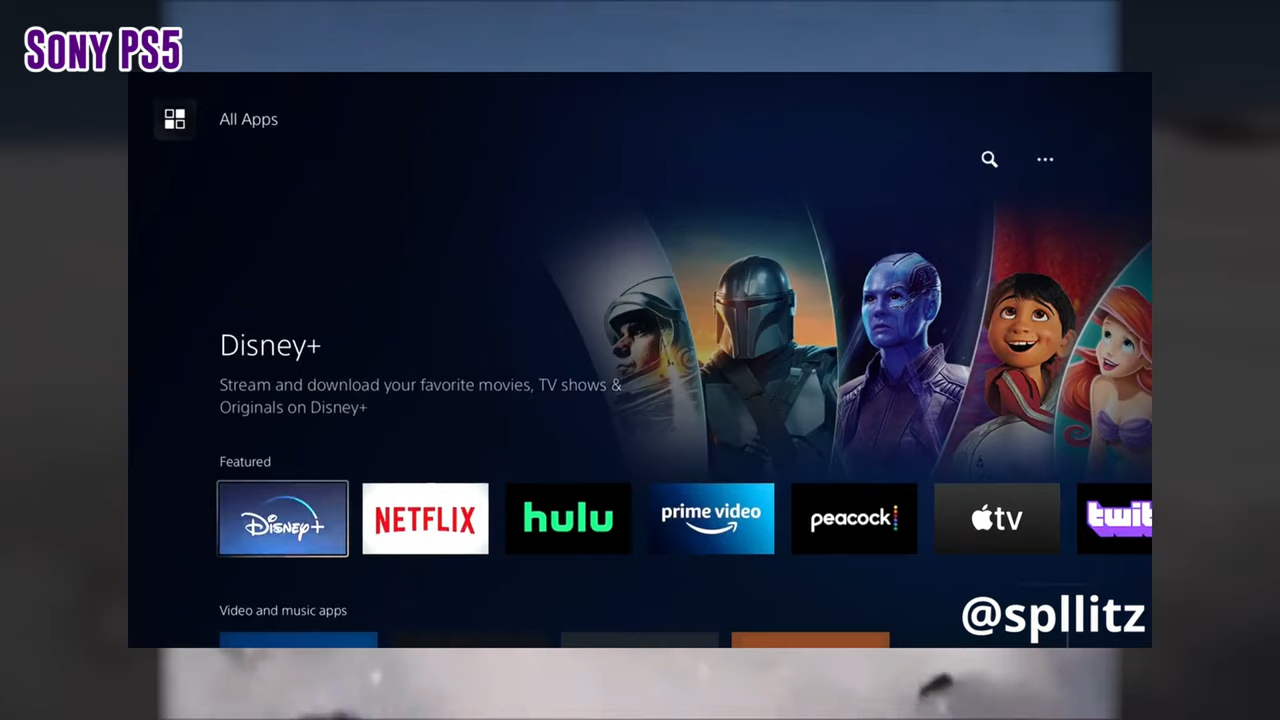 Sony PS5
All Apps
Disney+
Stream and download your favorite movies, TV shows &
Originals on Disney+
Featured
Disney+
NETFLIX
hulu
prime video
peacock
tv
twit
Video and music apps
@spllitz